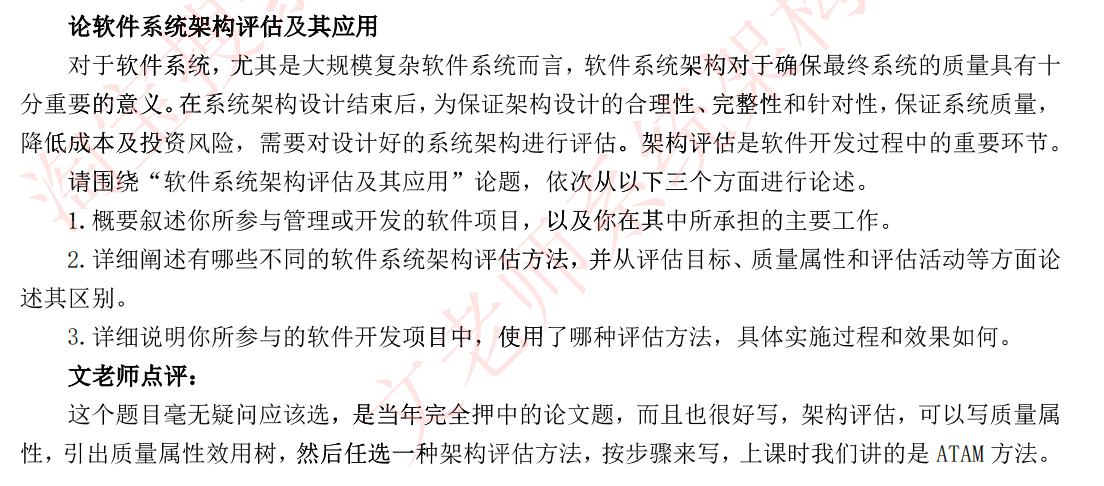 论软件系统架构评估及其应用
对于软件系统，尤其是大规模复杂软件系统而言，软件系统架构对于确保最终系统的质量具有十
分重要的意义。在系统架构设计结束后，为保证架构设计的合理性、完整性和针对性，保证系统质量，
降低成本及投资风险，需要对设计好的系统架构进行评估。架构评估是软件开发过程中的重要环节。
请围绕“软件系统架构评估及其应用”论题，依次从以下三个方面进行论述。
1.概要叙述你所参与管理或开发的软件项目，以及你在其中所承担的主要工作。
2.详细阐述有哪些不同的软件系统架构评估方法，并从评估目标、质量属性和评估活动等方面论
述其区别。
3.详细说明你所参与的软件开发项目中，使用了哪种评估方法，具体实施过程和效果如何。
文老师点评：
这个题目毫无疑问应该选，是当年完全押中的论文题，而且也很好写，架构评估，可以写质量属
性，引出质量属性效用树，然后任选一种架构评估方法，按步骤来写，上课时我们讲的是 ATAM 方法。
淘宝搜索
文老师系统架构